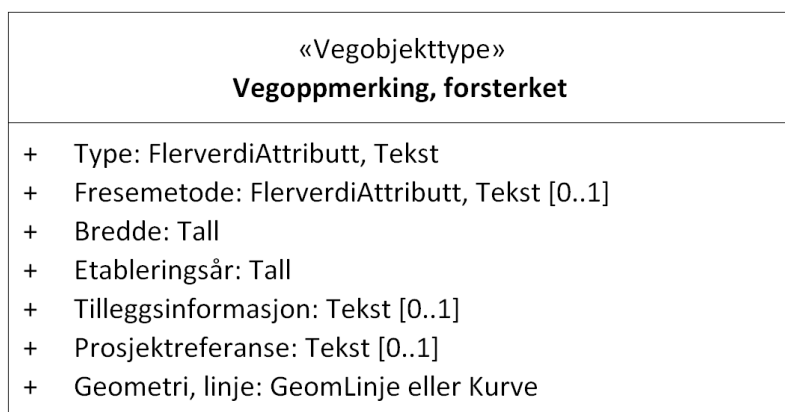 «Vegobjekttype»
Vegoppmerking, forsterket
+ Type: FlerverdiAttributt, Tekst
+ Fresemetode: FlerverdiAttributt, Tekst [0..1]
+ Bredde: Tall
+ Etableringsår: Tall
+ Tilleggsinformasjon: Tekst [0..1]
+ Prosjektreferanse: Tekst [0..1]
+ Geometri, linje: GeomLinje eller Kurve